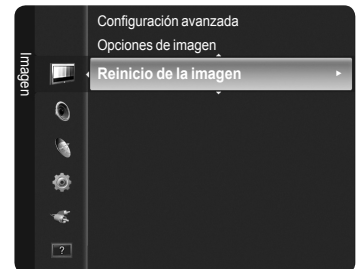 Imagen
Configuración avanzada
Opciones de imagen
Reinicio de la imagen
?